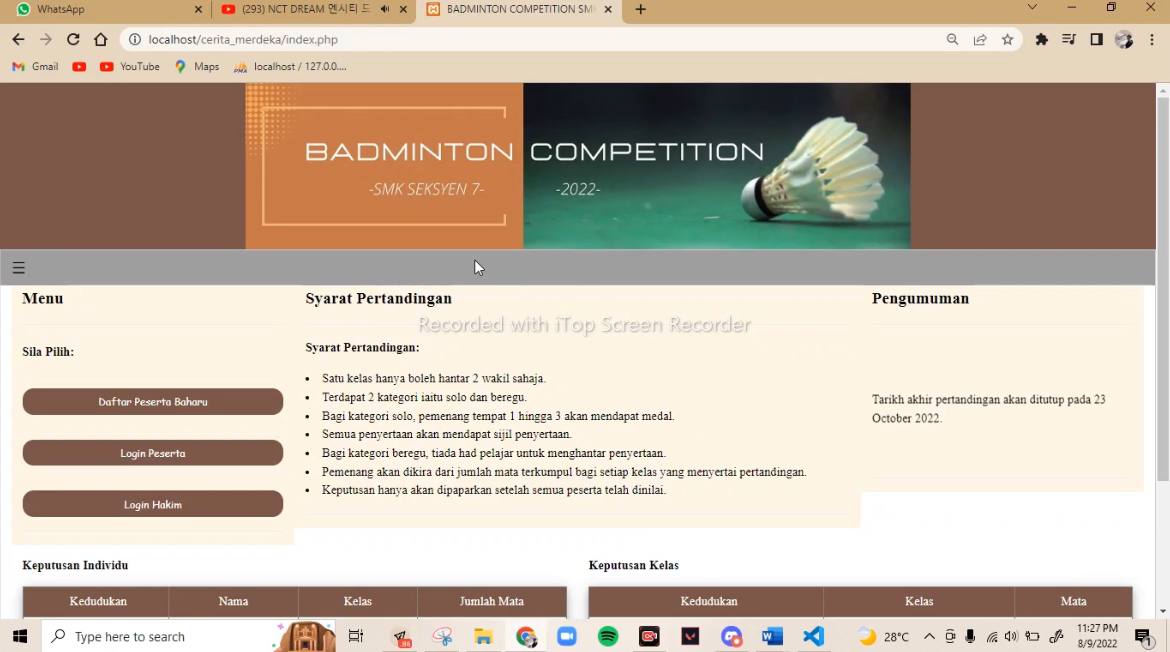 WhatsApp
(293) NCT DREAM 엔시티 드
BADMINTON COMPETITION SM
localhost/cerita_merdeka/index.php
Gmail
YouTube
Maps
localhost / 127.0.0....
BADMINTON COMPETITION
-SMK SEKSYEN 7-
-2022-
Menu
Sila Pilih:
Daftar Peserta Baharu
Login Peserta
Login Hakim
Syarat Pertandingan
Recorded with iTop Screen Recorder
Syarat Pertandingan:
Satu kelas hanya boleh hantar 2 wakil sahaja.
Terdapat 2 kategori iaitu solo dan beregu.
Bagi kategori solo, pemenang tempat 1 hingga 3 akan mendapat medal.
Semua penyertaan akan mendapat sijil penyertaan.
Bagi kategori beregu, tiada had pelajar untuk menghantar penyertaan.
Pemenang akan dikira dari jumlah mata terkumpul bagi setiap kelas yang menyertai pertandingan.
Keputusan hanya akan dipaparkan setelah semua peserta telah dinilai.
Pengumuman
Tarikh akhir pertandingan akan ditutup pada 23
October 2022.
Keputusan Individu
Kedudukan Nama Kelas Jumlah Mata
Keputusan Kelas
Kedudukan Kelas Mata
Type here to search
28°C
11:27 PM
8/9/2022